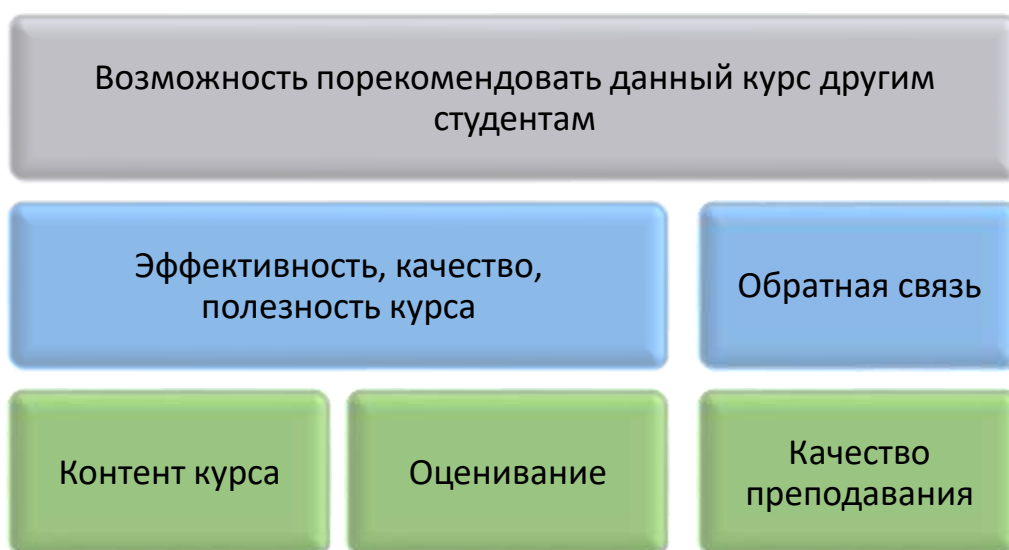 Возможность порекомендовать данный курс другим
студентам
Эффективность, качество,
полезность курса
Обратная связь
Контент курса
Оценивание
Качество
преподавания